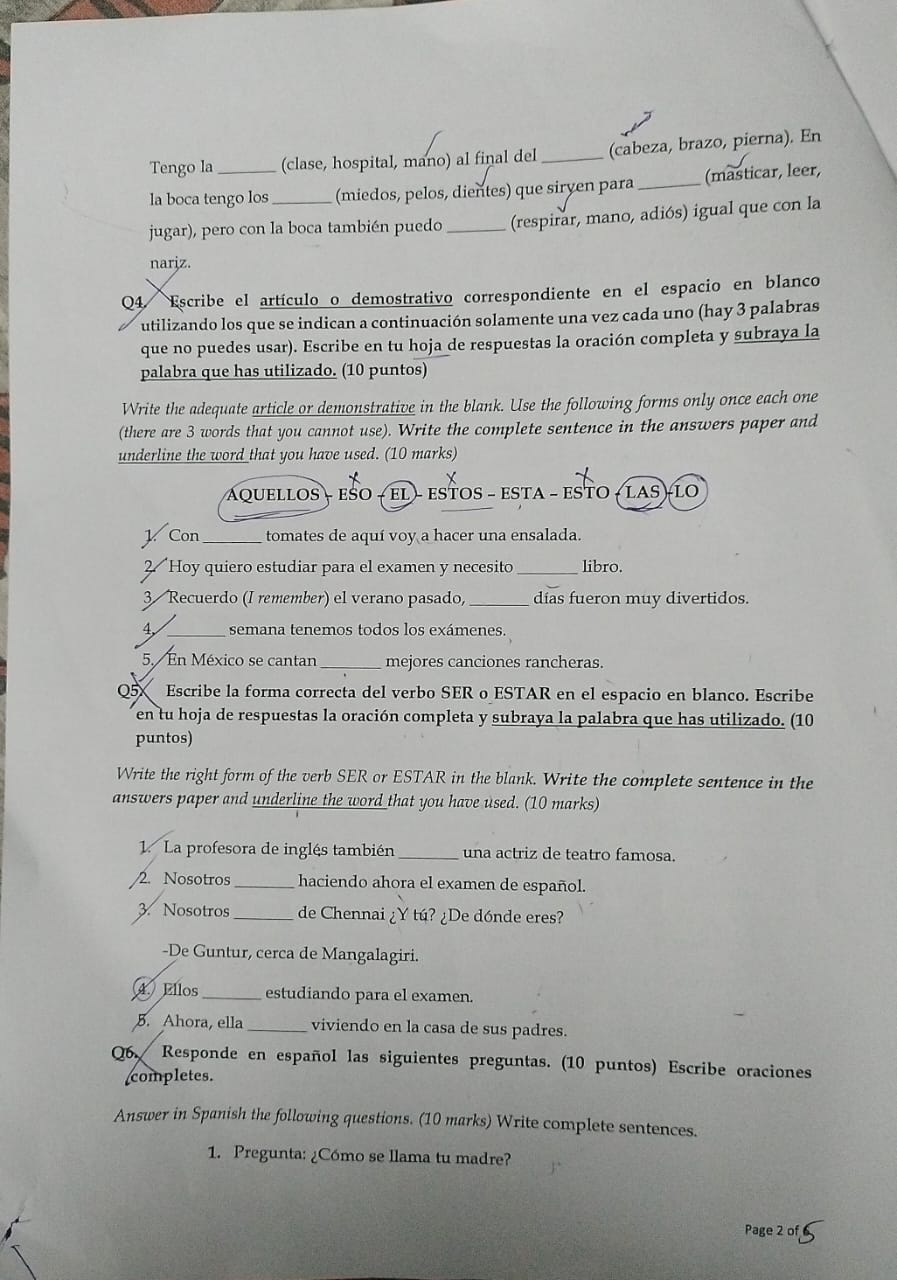 Tengo la ______ (clase, hospital, mano) al final del ______ (cabeza, brazo, pierna). En
la boca tengo los ______ (miedos, pelos, dientes) que sirven para ______ (masticar, leer,
jugar), pero con la boca también puedo ______ (respirar, mano, adiós) igual que con la
nariz.
Q4. Escribe el artículo o demostrativo correspondiente en el espacio en blanco
utilizando los que se indican a continuación solamente una vez cada uno (hay 3 palabras
que no puedes usar). Escribe en tu hoja de respuestas la oración completa y subraya la
palabra que has utilizado. (10 puntos)
Write the adequate article or demonstrative in the blank. Use the following forms only once each one
(there are 3 words that you cannot use). Write the complete sentence in the answers paper and
underline the word that you have used. (10 marks)
AQUELLOS - ESO - EL - ESTOS - ESTA - ESTO - LAS - LO
1. Con ______ tomates de aquí voy a hacer una ensalada.
2. Hoy quiero estudiar para el examen y necesito ______ libro.
3. Recuerdo (I remember) el verano pasado, ______ días fueron muy divertidos.
4. ______ semana tenemos todos los exámenes.
5. En México se cantan ______ mejores canciones rancheras.
Q5. Escribe la forma correcta del verbo SER o ESTAR en el espacio en blanco. Escribe
en tu hoja de respuestas la oración completa y subraya la palabra que has utilizado. (10
puntos)
Write the right form of the verb SER or ESTAR in the blank. Write the complete sentence in the
answers paper and underline the word that you have used. (10 marks)
1. La profesora de inglés también ______ una actriz de teatro famosa.
2. Nosotros ______ haciendo ahora el examen de español.
3. Nosotros ______ de Chennai ¿Y tú? ¿De dónde eres?
-De Guntur, cerca de Mangalagiri.
4. Ellos ______ estudiando para el examen.
5. Ahora, ella ______ viviendo en la casa de sus padres.
Q6. Responde en español las siguientes preguntas. (10 puntos) Escribe oraciones
completes.
Answer in Spanish the following questions. (10 marks) Write complete sentences.
1. Pregunta: ¿Cómo se llama tu madre?
Page 2 of 5